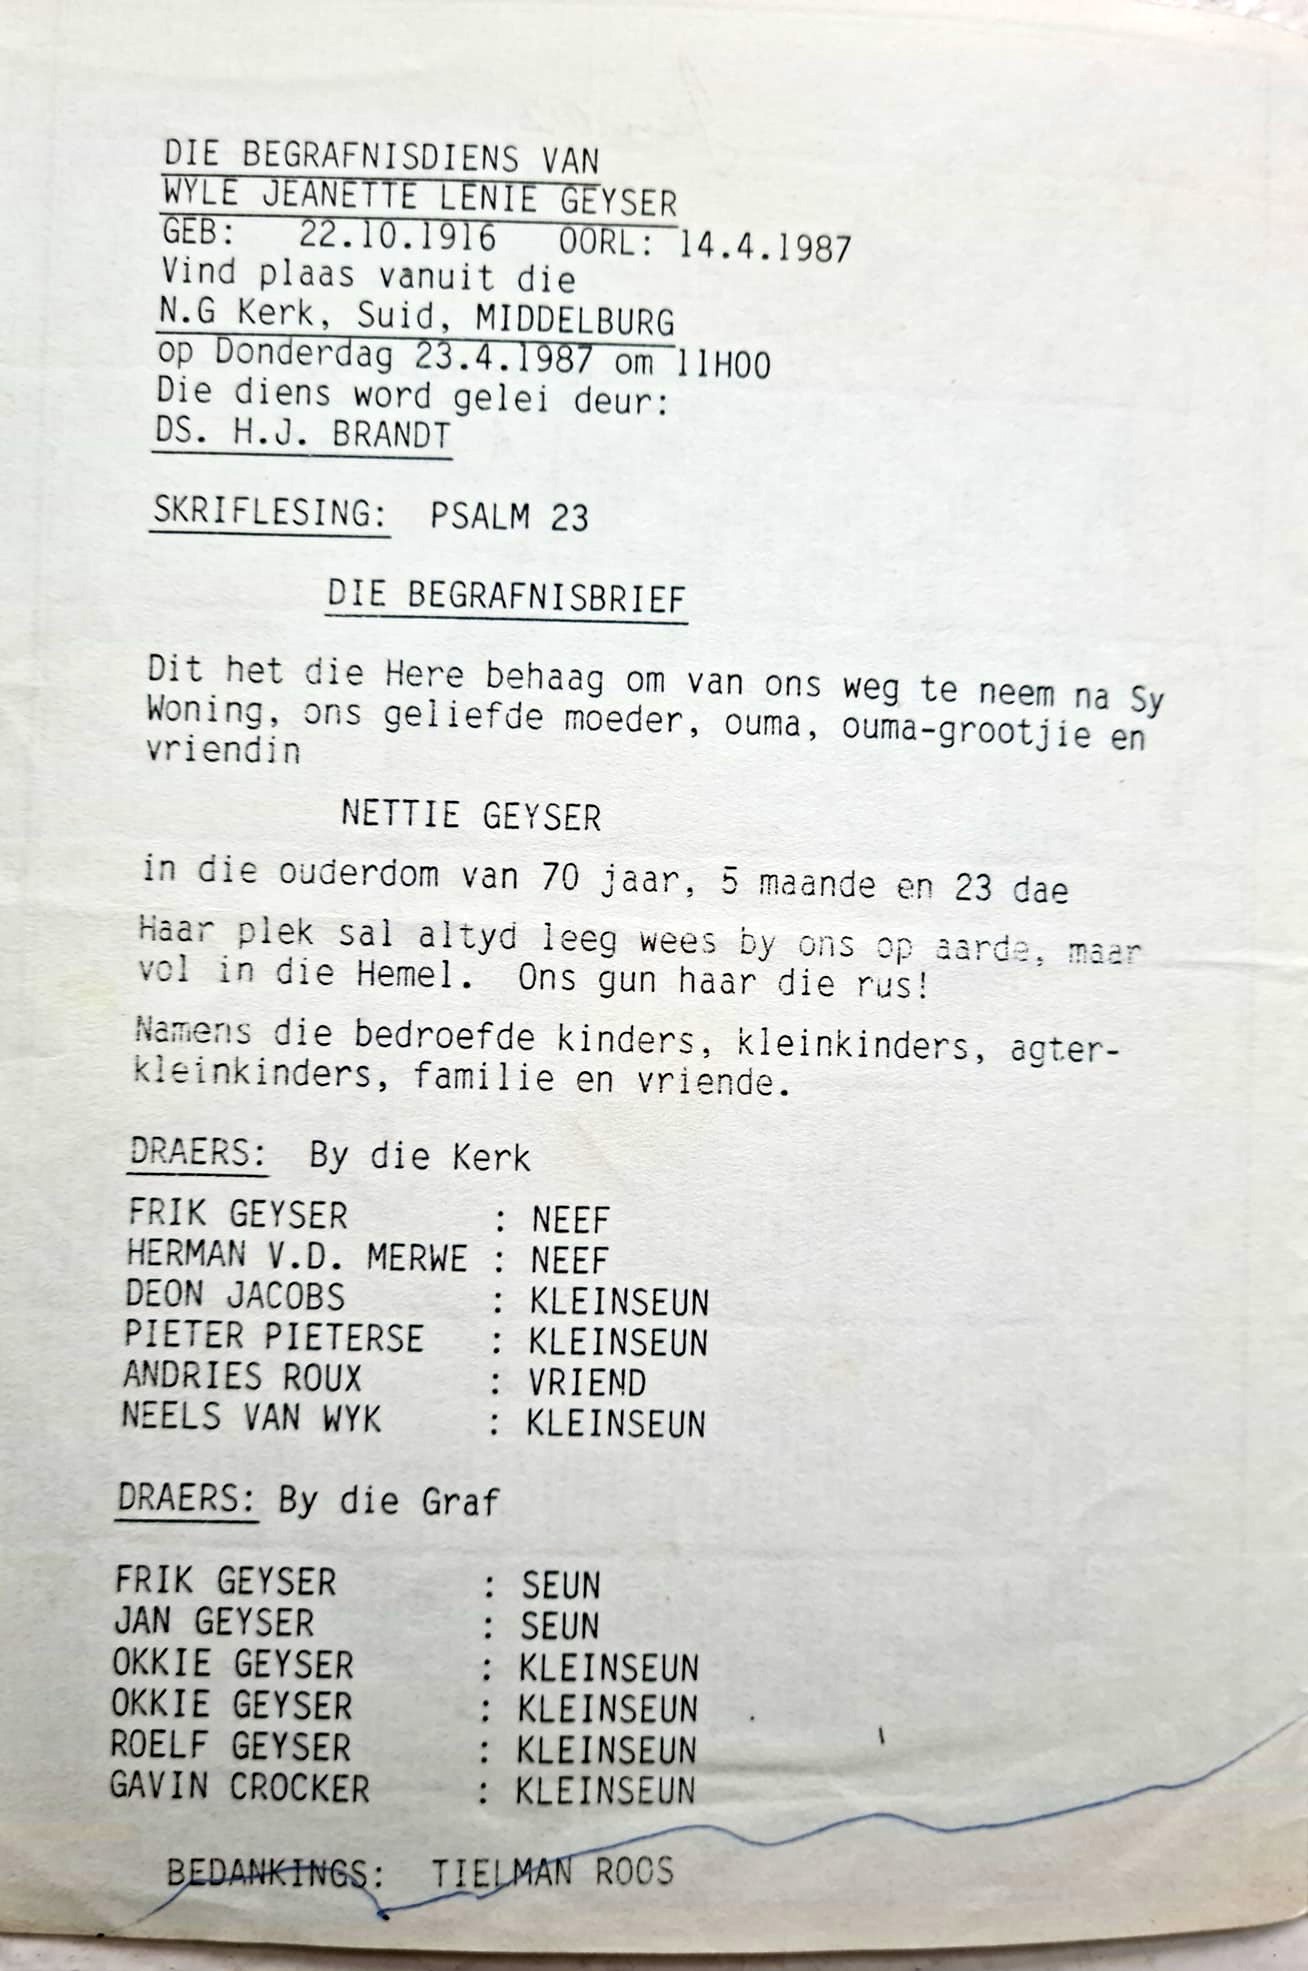 DIE BEGRAFNISDIENS VAN
WYLE JEANETTE LENIE GEYSER
GEB: 22.10.1916 OORL: 14.4.1987
Vind plaas vanuit die
N.G Kerk, Suid, MIDDELBURG
op Donderdag 23.4.1987 om 11H00
Die diens word gelei deur:
DS. H.J. BRANDT
SKRIFLESING: PSALM 23
DIE BEGRAFNISBRIEF
Dit het die Here behaag om van ons weg te neem na Sy
Woning, ons geliefde moeder, ouma, ouma-grootjie en
vriendin
NETTIE GEYSER
in die ouderdom van 70 jaar, 5 maande en 23 dae
Haar plek sal altyd leeg wees by ons op aarde, maar
vol in die Hemel. Ons gun haar die rus!
Namens die bedroefde kinders, kleinkinders, agter-
kleinkinders, familie en vriende.
DRAERS: By die Kerk
FRIK GEYSER : NEEF
HERMAN V.D. MERWE : NEEF
DEON JACOBS : KLEINSEUN
PIETER PIETERSE : KLEINSEUN
ANDRIES ROUX : VRIEND
NEELS VAN WYK : KLEINSEUN
DRAERS: By die Graf
FRIK GEYSER : SEUN
JAN GEYSER : SEUN
OKKIE GEYSER : KLEINSEUN
OKKIE GEYSER : KLEINSEUN
ROELF GEYSER : KLEINSEUN
GAVIN CROCKER : KLEINSEUN
BEDANKINGS: TIELMAN ROOS